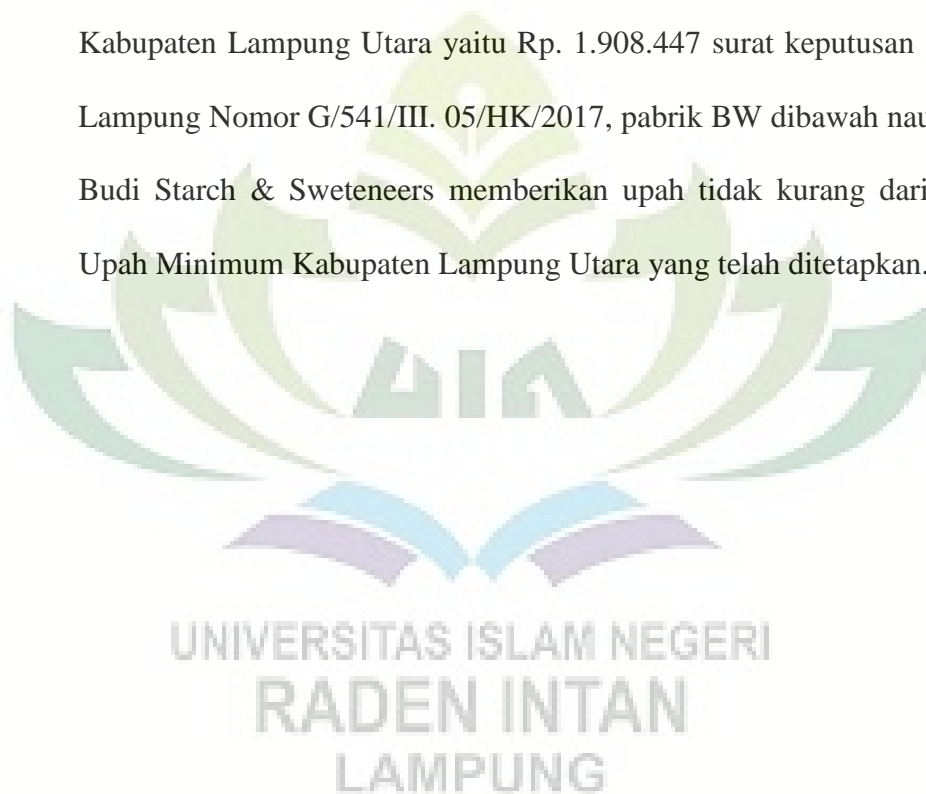 Kabupaten Lampung Utara yaitu Rp. 1.908.447 surat keputusan
Lampung Nomor G/541/III. 05/HK/2017, pabrik BW dibawah
Budi Starch & Sweteneers memberikan upah tidak kurang dari
Upah Minimum Kabupaten Lampung Utara yang telah ditetapkan.
UIN
UNIVERSITAS ISLAM NEGERI
RADEN INTAN
LAMPUNG